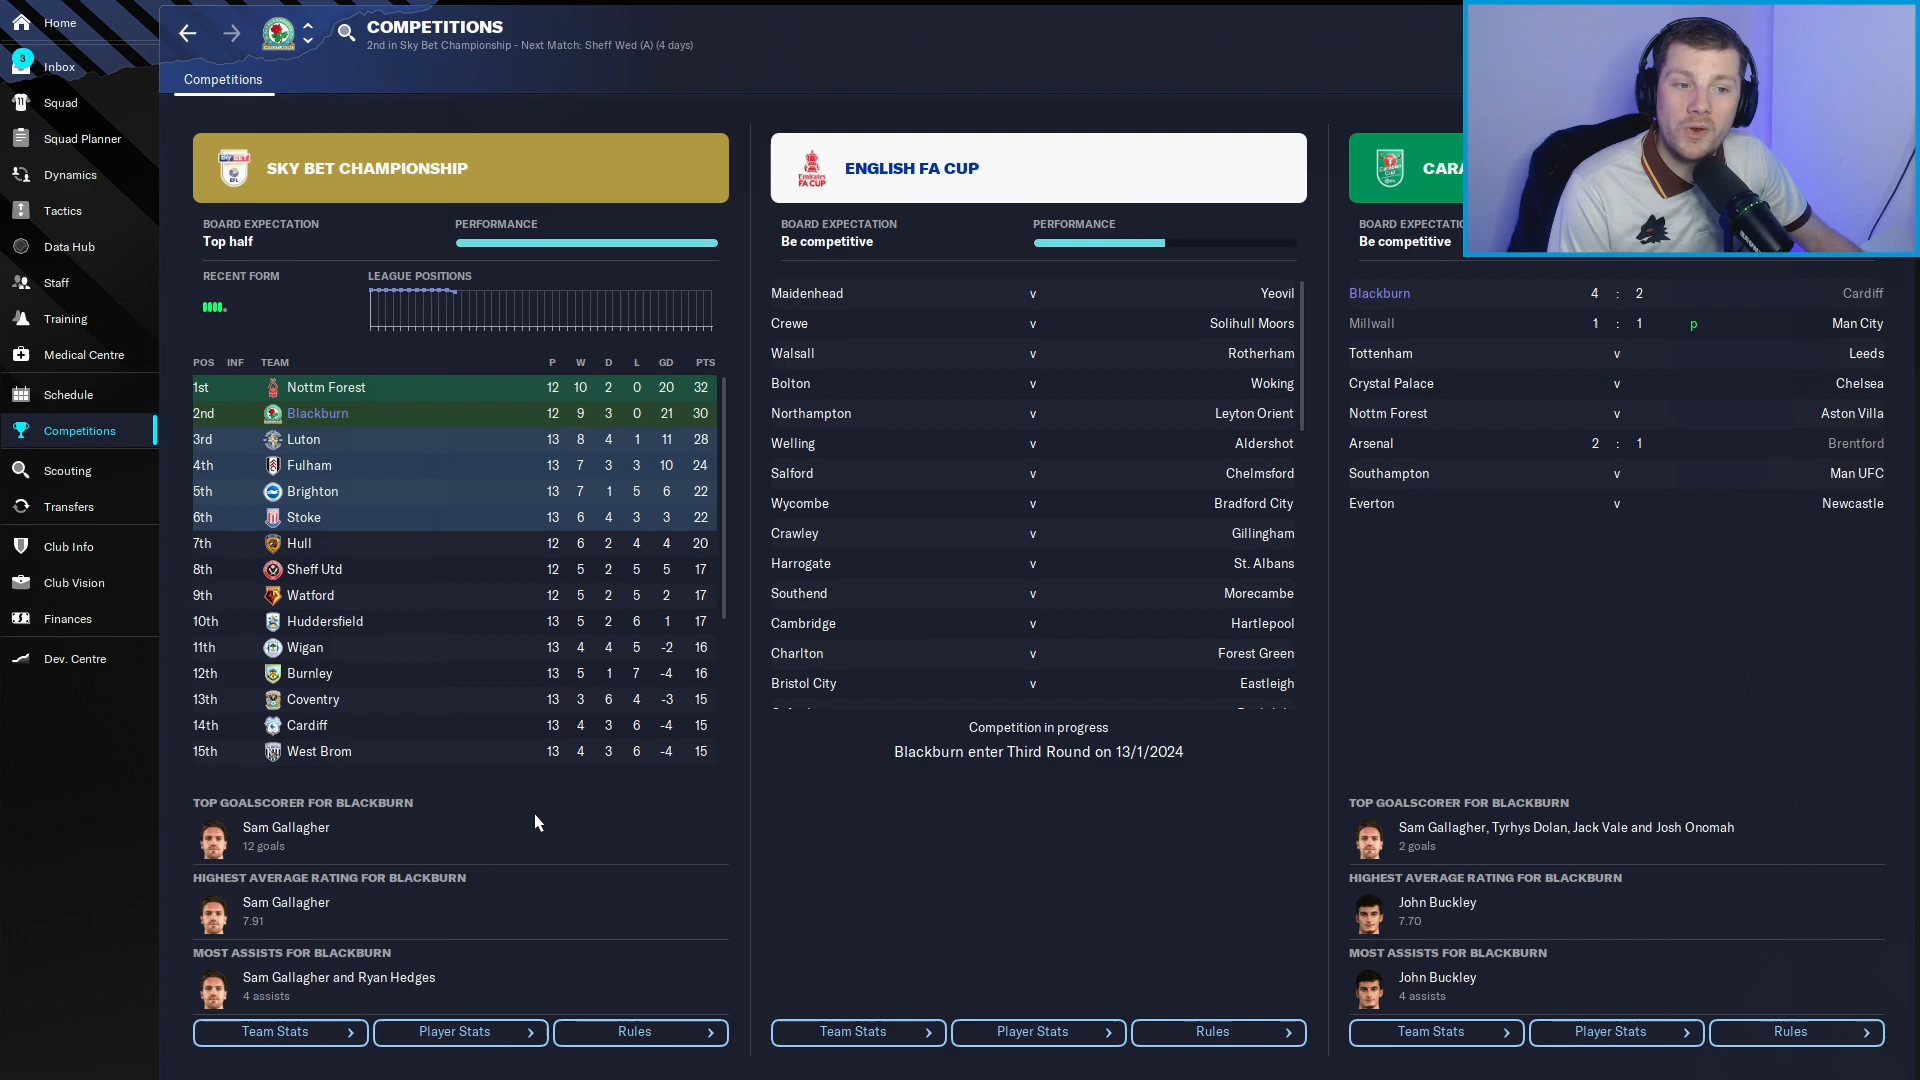 Home
3
Inbox
Squad
Squad Planner
Dynamics
Tactics
Data Hub
Staff
Training
Medical Centre
Schedule
Competitions
Scouting
Transfers
Club Info
Club Vision
Finances
Dev. Centre
COMPETITIONS
2nd in Sky Bet Championship - Next Match: Sheff Wed (A) (4 days)
Competitions
SKY BET CHAMPIONSHIP
BOARD EXPECTATION PERFORMANCE
Top half
RECENT FORM LEAGUE POSITIONS
POS INF TEAM P W D L GD PTS
1st Nottm Forest 12 10 2 0 20 32
2nd Blackburn 12 9 3 0 21 30
3rd Luton 13 8 4 1 11 28
4th Fulham 13 7 3 3 10 24
5th Brighton 13 7 1 5 6 22
6th Stoke 13 6 4 3 3 22
7th Hull 12 6 2 4 4 20
8th Sheff Utd 12 5 2 5 5 17
9th Watford 12 5 2 5 2 17
10th Huddersfield 13 5 2 6 1 17
11th Wigan 13 4 4 5 -2 16
12th Burnley 13 5 1 7 -4 16
13th Coventry 13 3 6 4 -3 15
14th Cardiff 13 4 3 6 -4 15
15th West Brom 13 4 3 6 -4 15
TOP GOALSCORER FOR BLACKBURN
Sam Gallagher
12 goals
HIGHEST AVERAGE RATING FOR BLACKBURN
Sam Gallagher
7.91
MOST ASSISTS FOR BLACKBURN
Sam Gallagher and Ryan Hedges
4 assists
Team Stats Player Stats Rules
Emirates
FA CUP
ENGLISH FA CUP
BOARD EXPECTATION PERFORMANCE
Be competitive
Maidenhead v Yeovil
Crewe v Solihull Moors
Walsall v Rotherham
Bolton v Woking
Northampton v Leyton Orient
Welling v Aldershot
Salford v Chelmsford
Wycombe v Bradford City
Crawley v Gillingham
Harrogate v St. Albans
Southend v Morecambe
Cambridge v Hartlepool
Charlton v Forest Green
Bristol City v Eastleigh
Competition in progress
Blackburn enter Third Round on 13/1/2024
Team Stats Player Stats Rules
CARA
BOARD EXPECTATIO
Be competitive
Blackburn 4 : 2 Cardiff
Millwall 1 : 1 p Man City
Tottenham v Leeds
Crystal Palace v Chelsea
Nottm Forest v Aston Villa
Arsenal 2 : 1 Brentford
Southampton v Man UFC
Everton v Newcastle
TOP GOALSCORER FOR BLACKBURN
Sam Gallagher, Tyrhys Dolan, Jack Vale and Josh Onomah
2 goals
HIGHEST AVERAGE RATING FOR BLACKBURN
John Buckley
7.70
MOST ASSISTS FOR BLACKBURN
John Buckley
4 assists
Team Stats Player Stats Rules